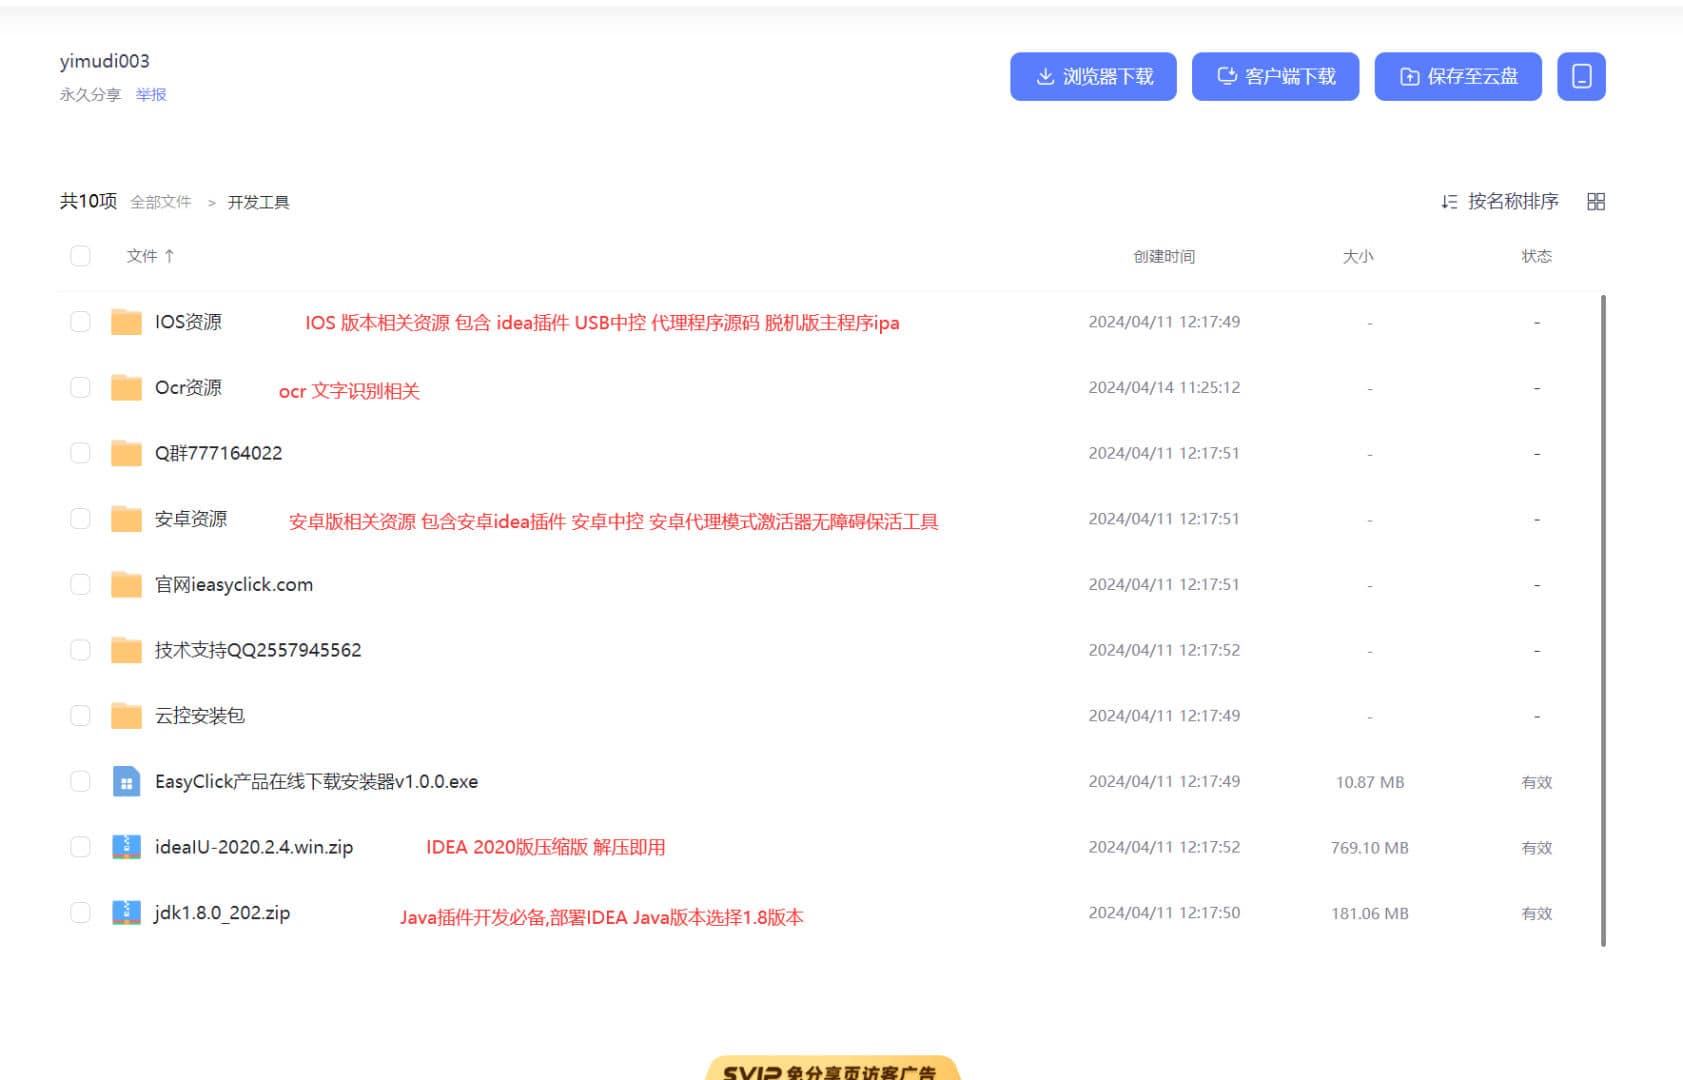 yimudi003
永久分享 举报
浏览器下载 客户端下载 保存至云盘
共10项 全部文件 > 开发工具
按名称排序
文件 ↑ 创建时间 大小 状态
IOS资源 IOS 版本相关资源 包含 idea插件 USB中控 代理程序源码 脱机版主程序ipa 2024/04/11 12:17:49 - -
Ocr资源 ocr 文字识别相关 2024/04/14 11:25:12 - -
Q群777164022 2024/04/11 12:17:51 - -
安卓资源 安卓版相关资源 包含安卓idea插件 安卓中控 安卓代理模式激活器无障碍保活工具 2024/04/11 12:17:51 - -
官网ieasyclick.com 2024/04/11 12:17:51 - -
技术支持QQ2557945562 2024/04/11 12:17:52 - -
云控安装包 2024/04/11 12:17:49 - -
EasyClick产品在线下载安装器v1.0.0.exe 2024/04/11 12:17:49 10.87 MB 有效
ideaIU-2020.2.4.win.zip IDEA 2020版压缩版 解压即用 2024/04/11 12:17:52 769.10 MB 有效
jdk1.8.0_202.zip Java插件开发必备,部署IDEA Java版本选择1.8版本 2024/04/11 12:17:50 181.06 MB 有效
SVIP 免分享页访客广告